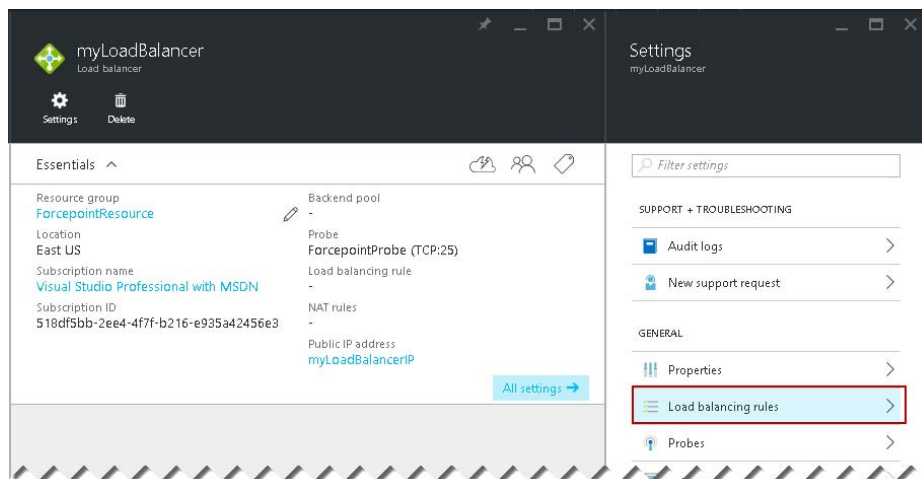 myLoadBalancer
Load balancer
Settings
Delete
Essentials
Resource group
ForcepointResource
Location
East US
Subscription name
Visual Studio Professional with MSDN
Subscription ID
518df5bb-2ee4-4f7f-b216-e935a42456e3
Backend pool
-
Probe
ForcepointProbe (TCP:25)
Load balancing rule
-
NAT rules
-
Public IP address
myLoadBalancerIP
All settings →
Settings
myLoadBalancer
Filter settings
SUPPORT + TROUBLESHOOTING
Audit logs
New support request
GENERAL
Properties
Load balancing rules
Probes